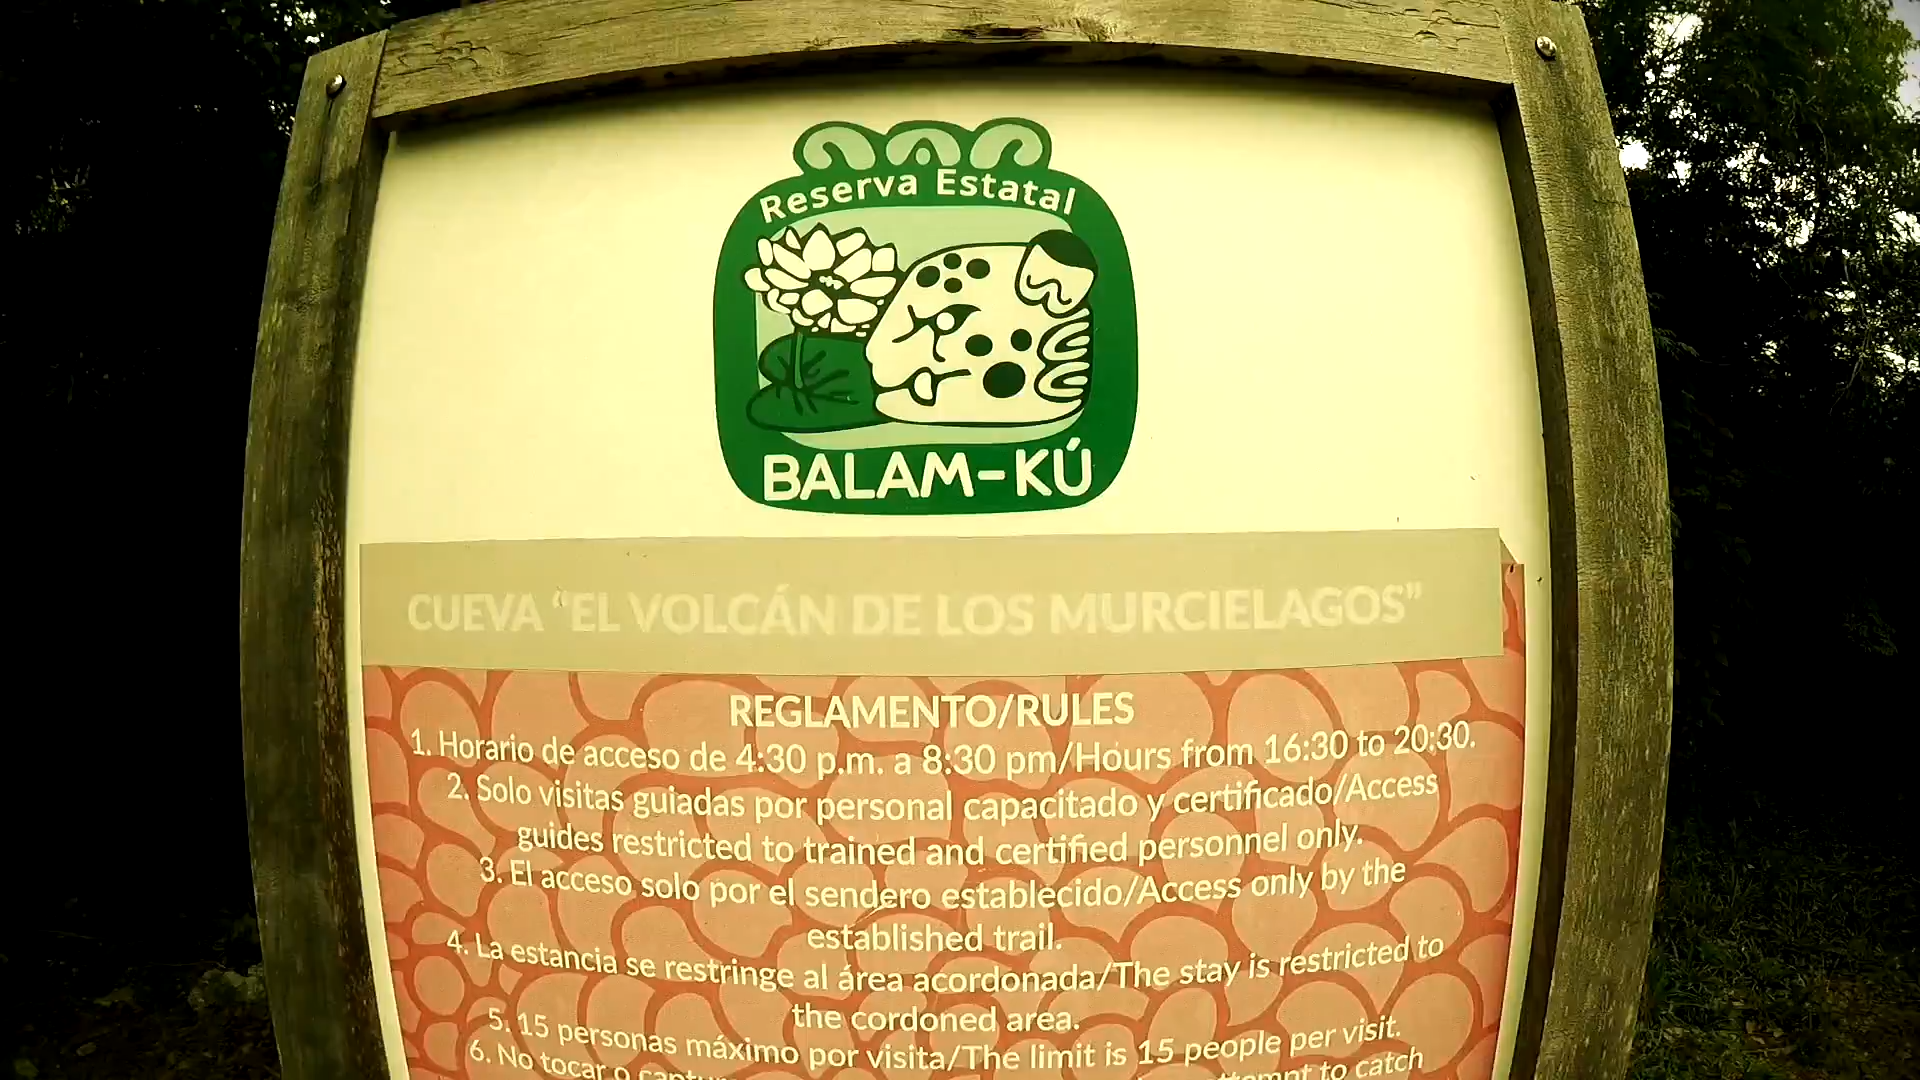 Reserva Estatal
BALAM-KÚ
CUEVA "EL VOLCÁN DE LOS MURCIELAGOS"
REGLAMENTO/RULES
1. Horario de acceso de 4:30 p.m. a 8:30 pm/Hours from 16:30 to 20:30.
2. Solo visitas guiadas por personal capacitado y certificado/Access
guides restricted to trained and certified personnel only.
3. El acceso solo por el sendero establecido/Access only by the
established trail.
4. La estancia se restringe al área acordonada/The stay is restricted to
the cordoned area.
5. 15 personas máximo por visita/The limit is 15 people per visit.
6. No tocar o to catch